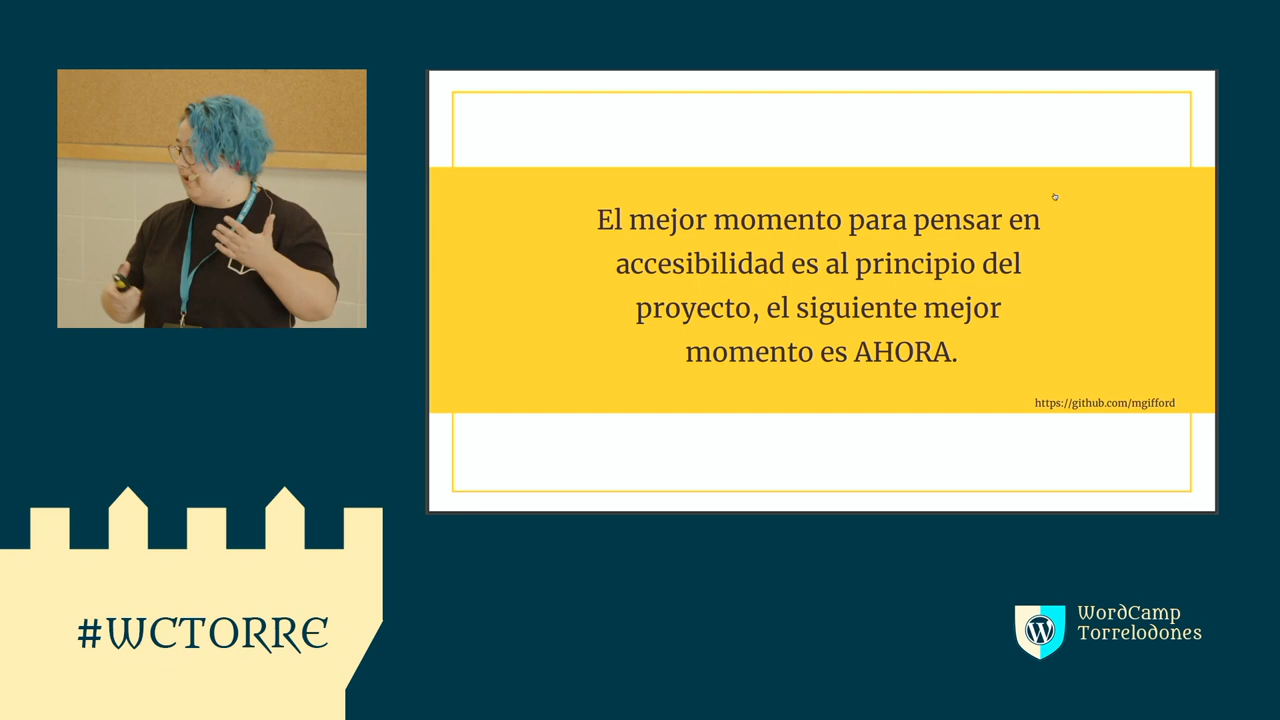 El mejor momento para pensar en
accesibilidad es al principio del
proyecto, el siguiente mejor
momento es AHORA.
https://github.com/mgifford
#WCTORRE
WordCamp
Torrelodones